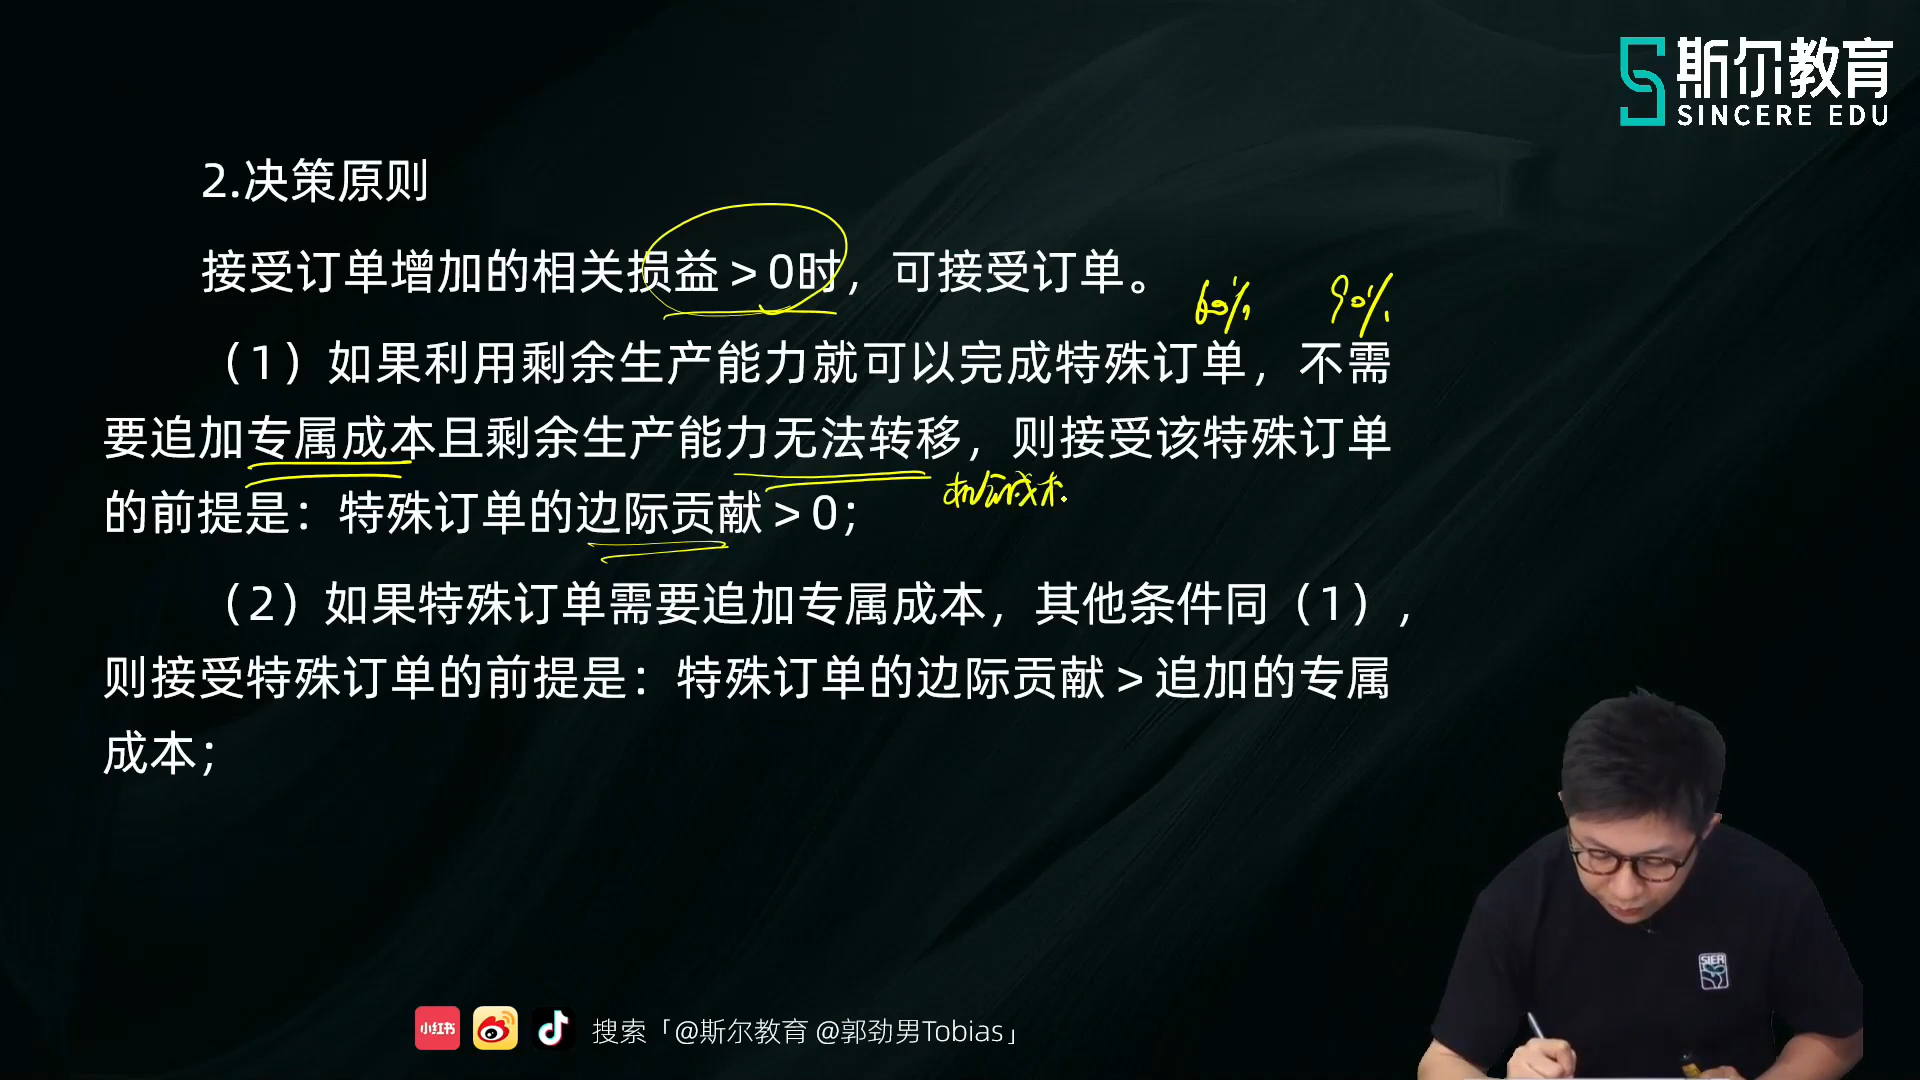 斯尔教育
SINCERE EDU
2.决策原则
接受订单增加的相关损益＞0时，可接受订单。
60% 90%
（1）如果利用剩余生产能力就可以完成特殊订单，不需
要追加专属成本且剩余生产能力无法转移，则接受该特殊订单
机会成本
的前提是：特殊订单的边际贡献＞0；
（2）如果特殊订单需要追加专属成本，其他条件同（1），
则接受特殊订单的前提是：特殊订单的边际贡献＞追加的专属
成本；
SIER
小红书
搜索「@斯尔教育 @郭劲男Tobias」